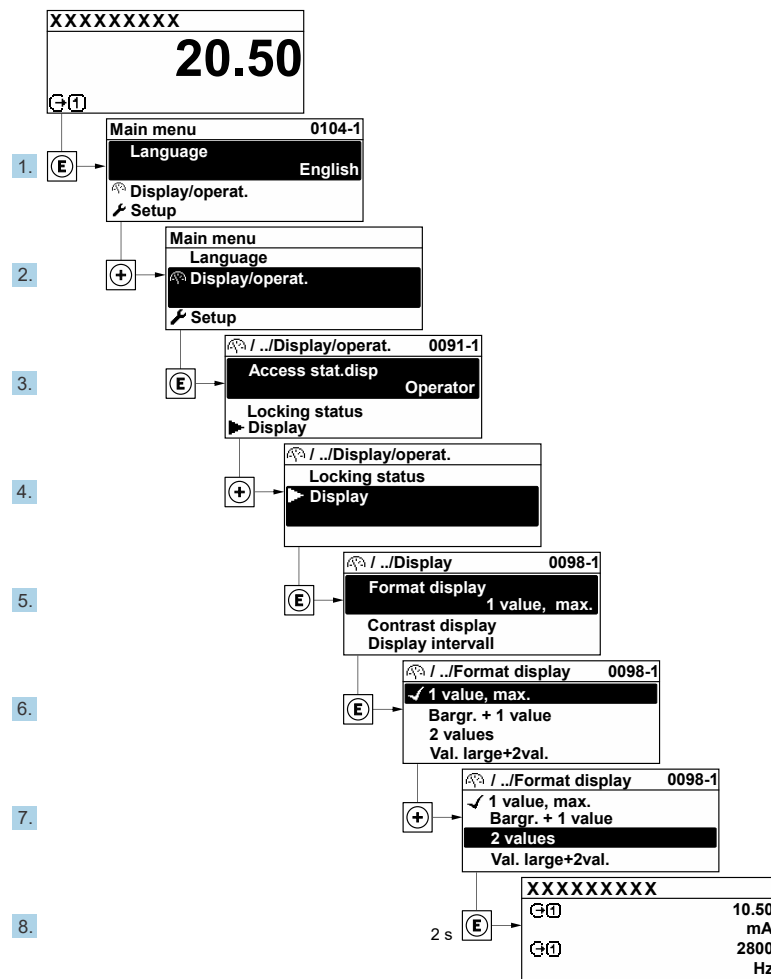 XXXXXXXXX
20.50
1
Main menu 0104-1
1. E Language
English
Display/operat.
Setup
Main menu
Language
2. + Display/operat.
Setup
/ ../Display/operat. 0091-1
3. E Access stat.disp
Operator
Locking status
Display
/ ../Display/operat.
Locking status
4. + Display
/ ../Display 0098-1
5. E Format display
1 value, max.
Contrast display
Display intervall
/ ../Format display 0098-1
6. E 1 value, max.
Bargr. + 1 value
2 values
Val. large+2val.
/ ../Format display 0098-1
1 value, max.
7. + Bargr. + 1 value
2 values
Val. large+2val.
XXXXXXXXX
1 10.50
8. 2 s E mA
1 2800
Hz